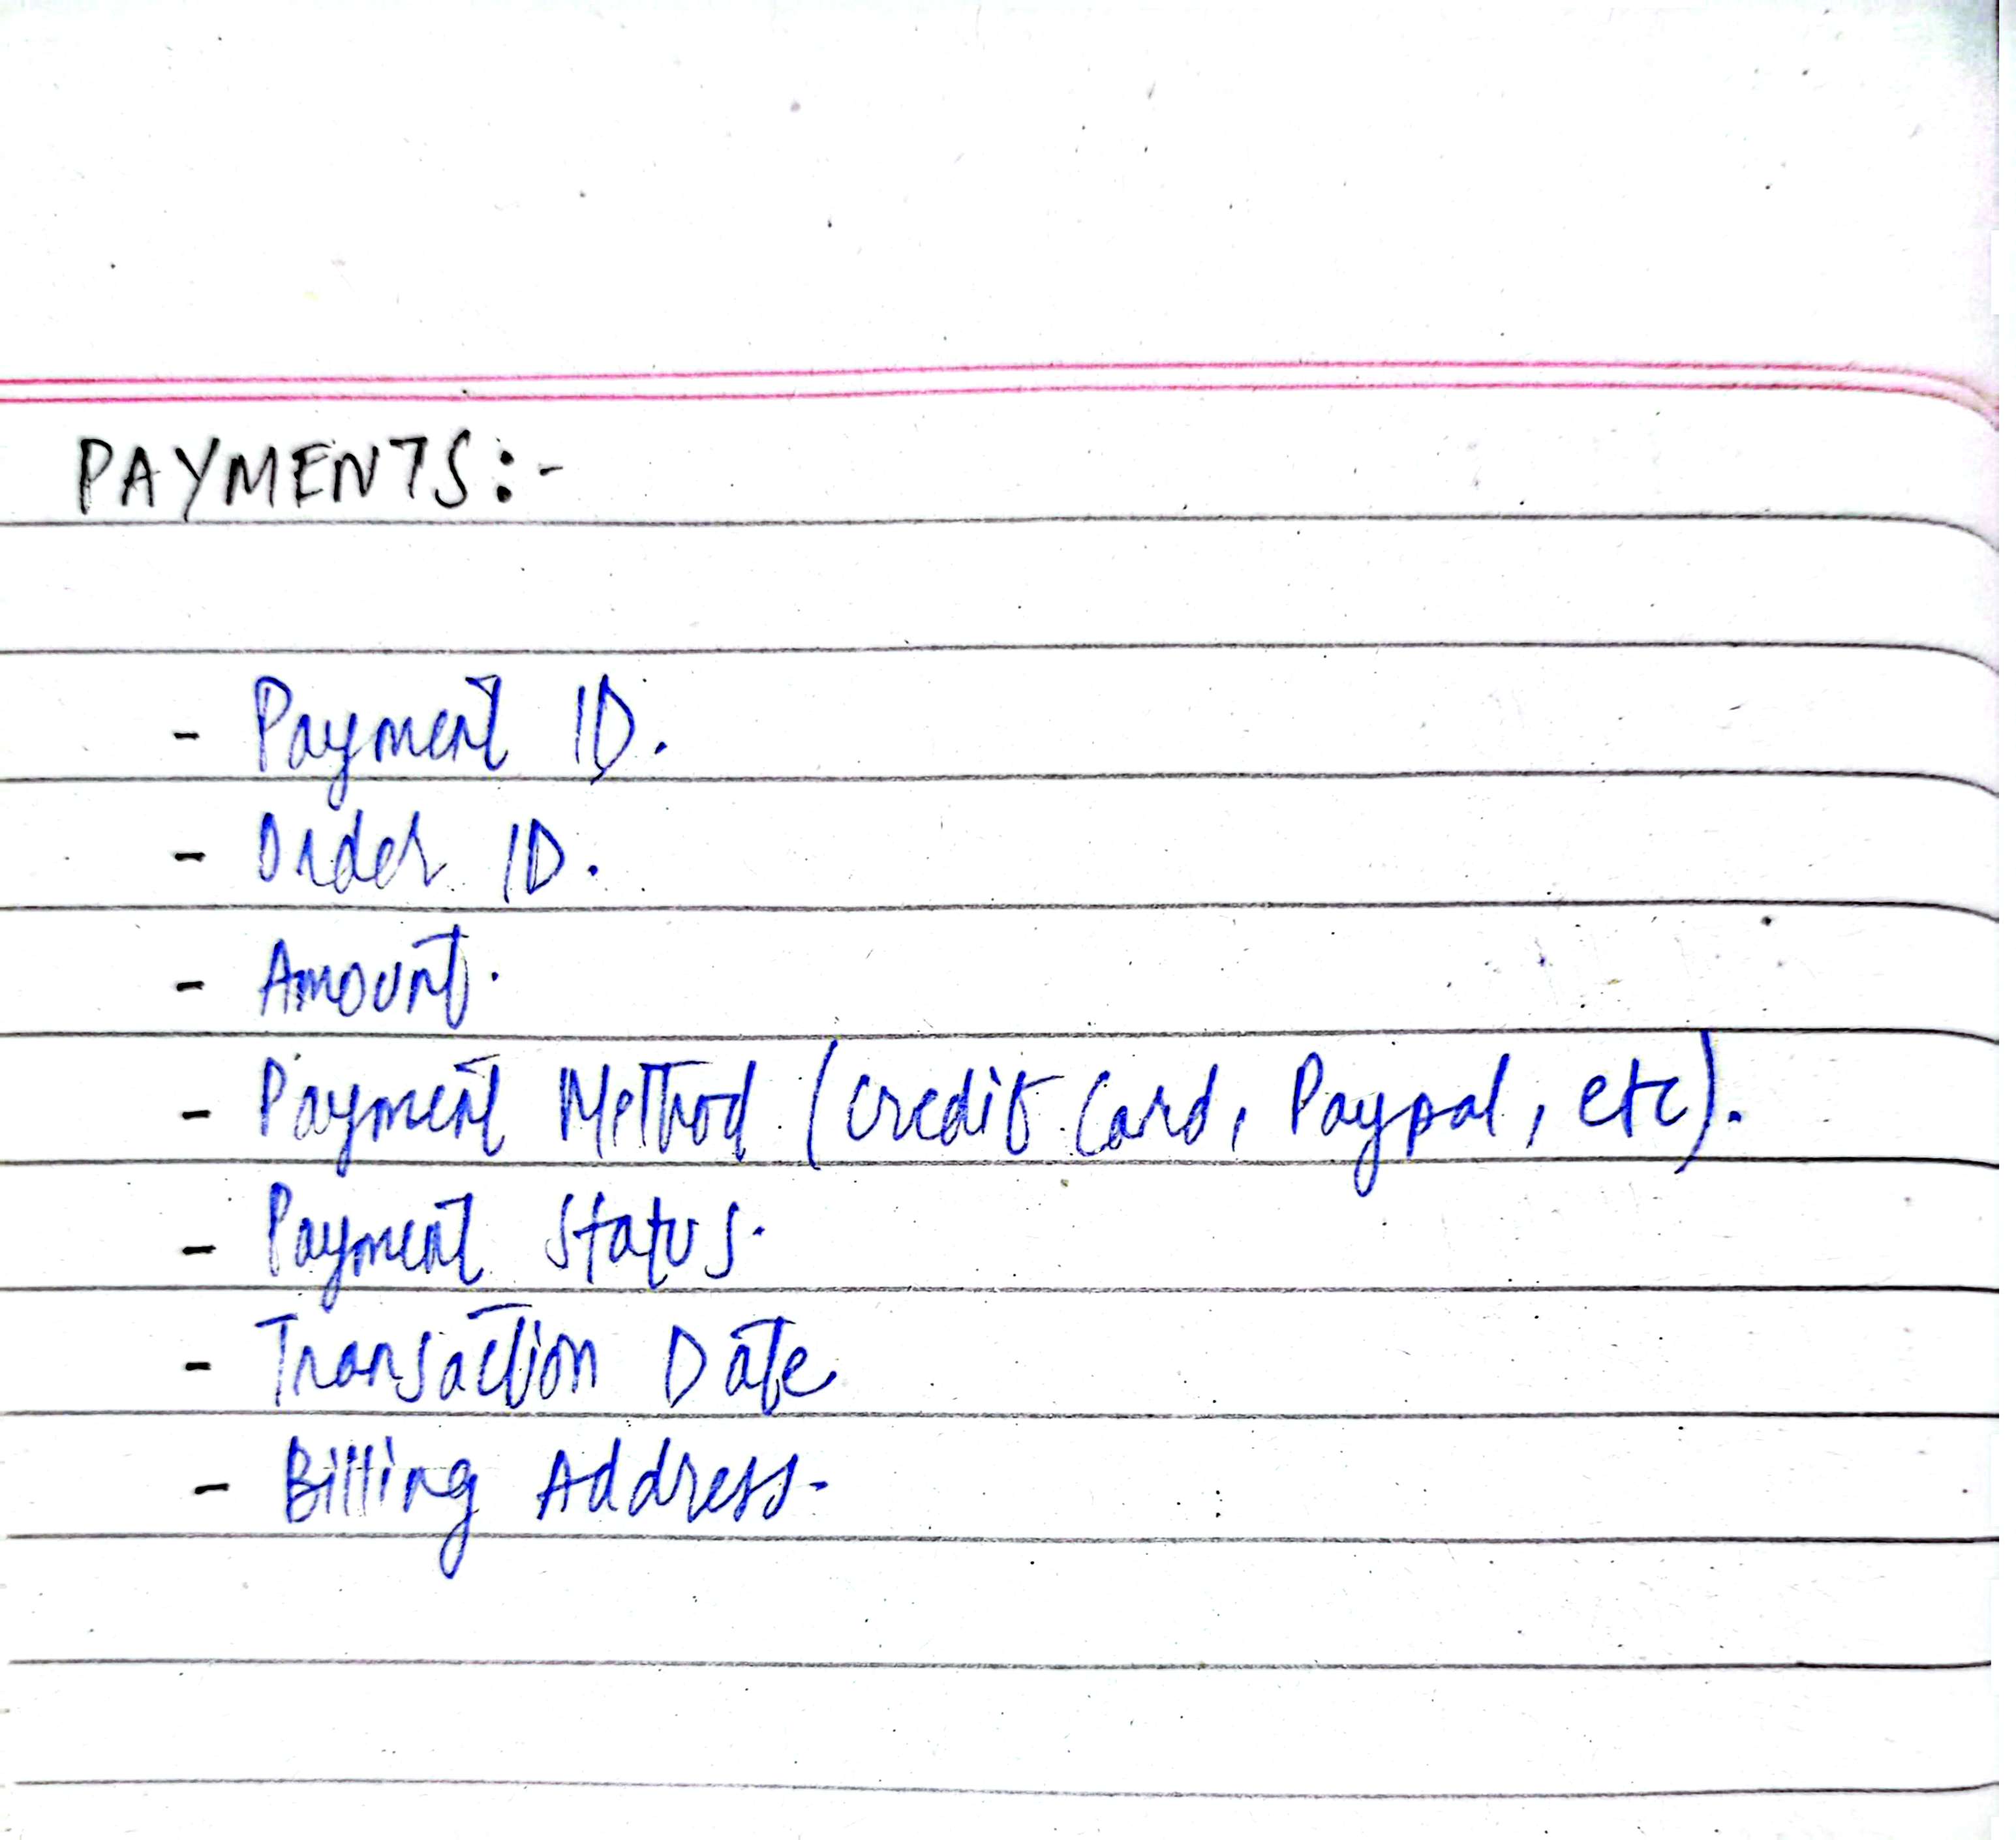 PAYMENTS:-
- Payment ID.
- Order ID.
- Amount.
- Payment Method (Credit Card, Paypal, etc).
- Payment Status.
- Transaction Date
- Billing Address.